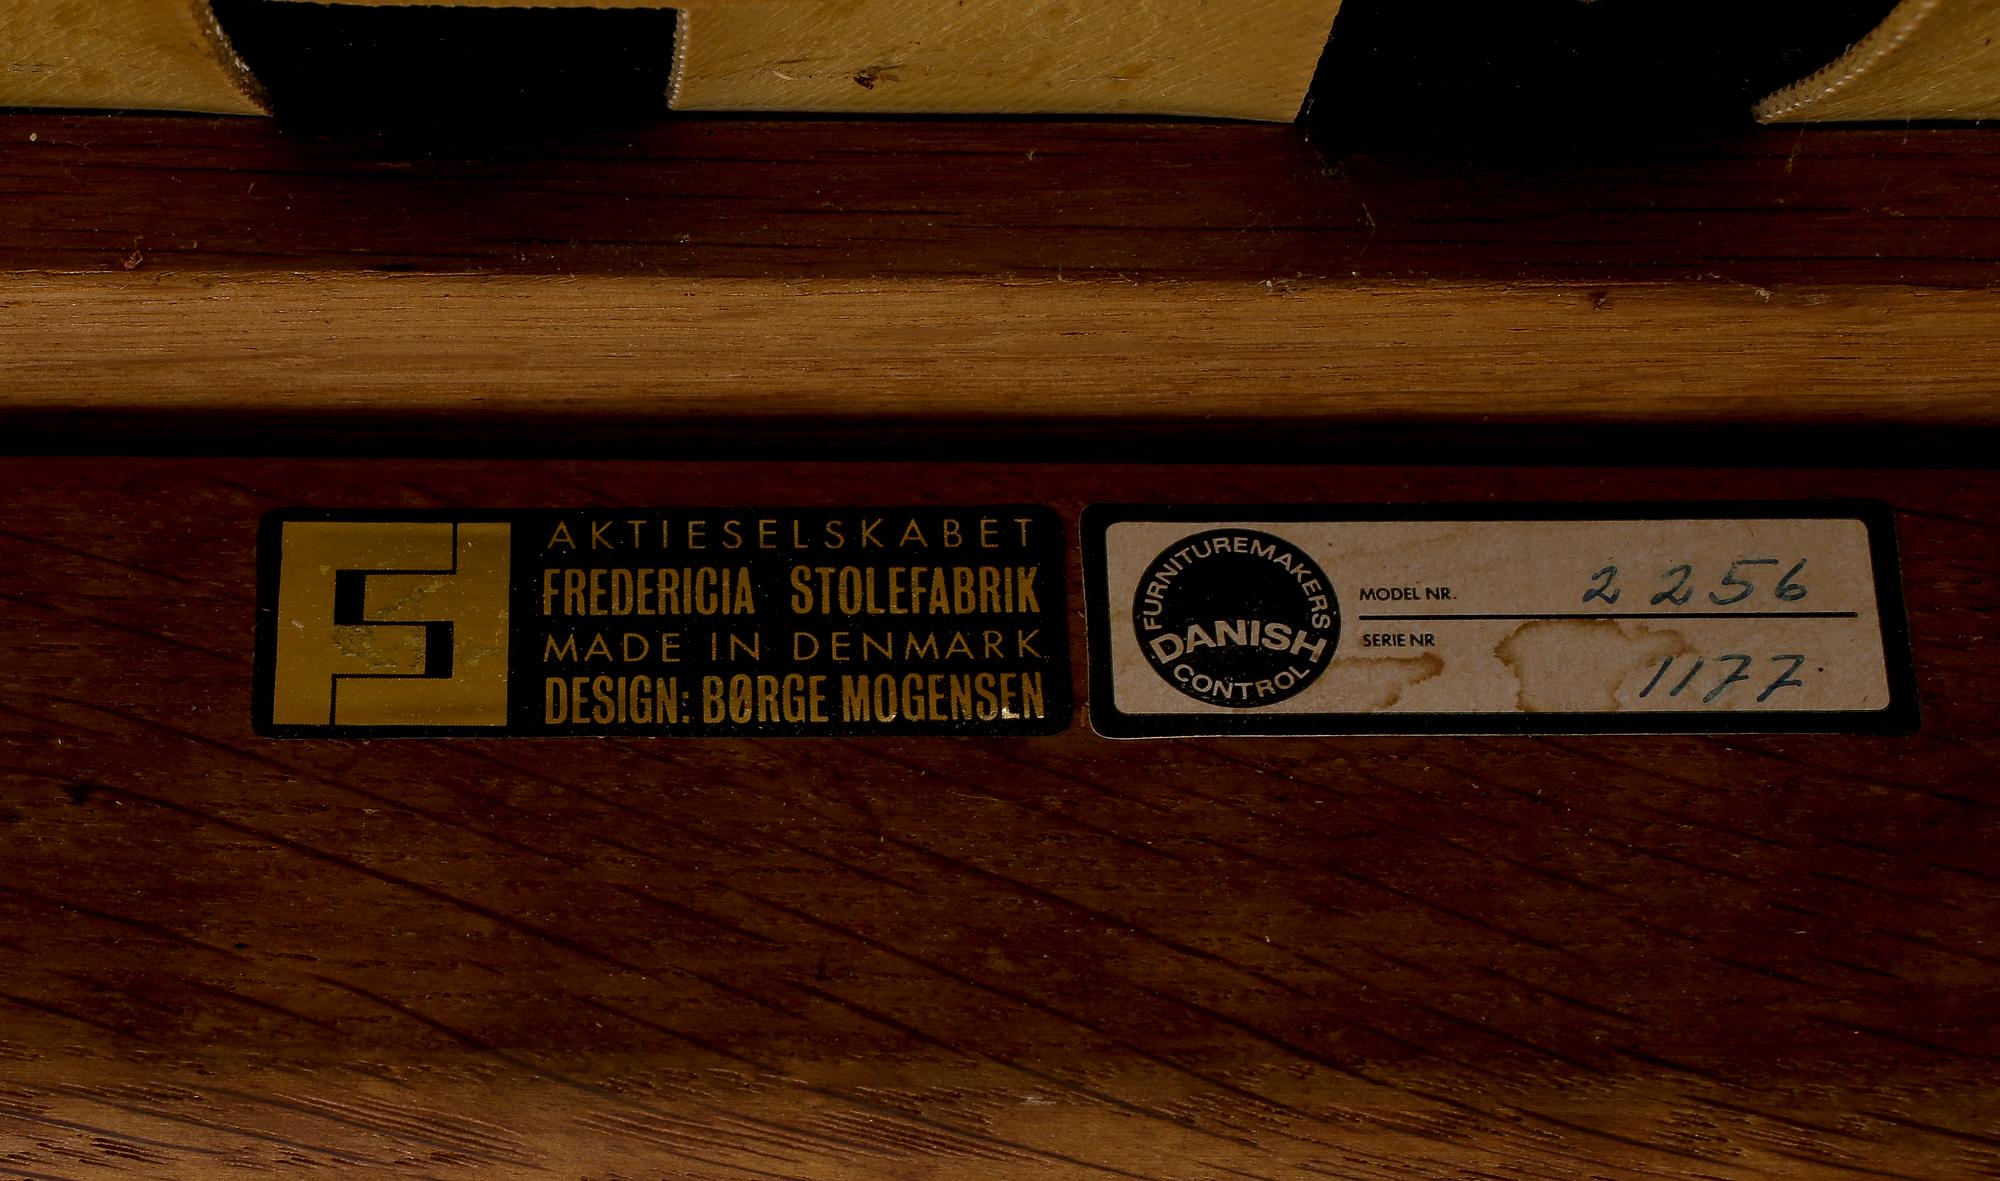 AKTIESELSKABET
FREDERICIA STOLEFABRIK
MADE IN DENMARK
DESIGN: BØRGE MOGENSEN
FURNITUREMAKERS
DANISH
CONTROL
MODEL NR. 2256
SERIE NR 1177